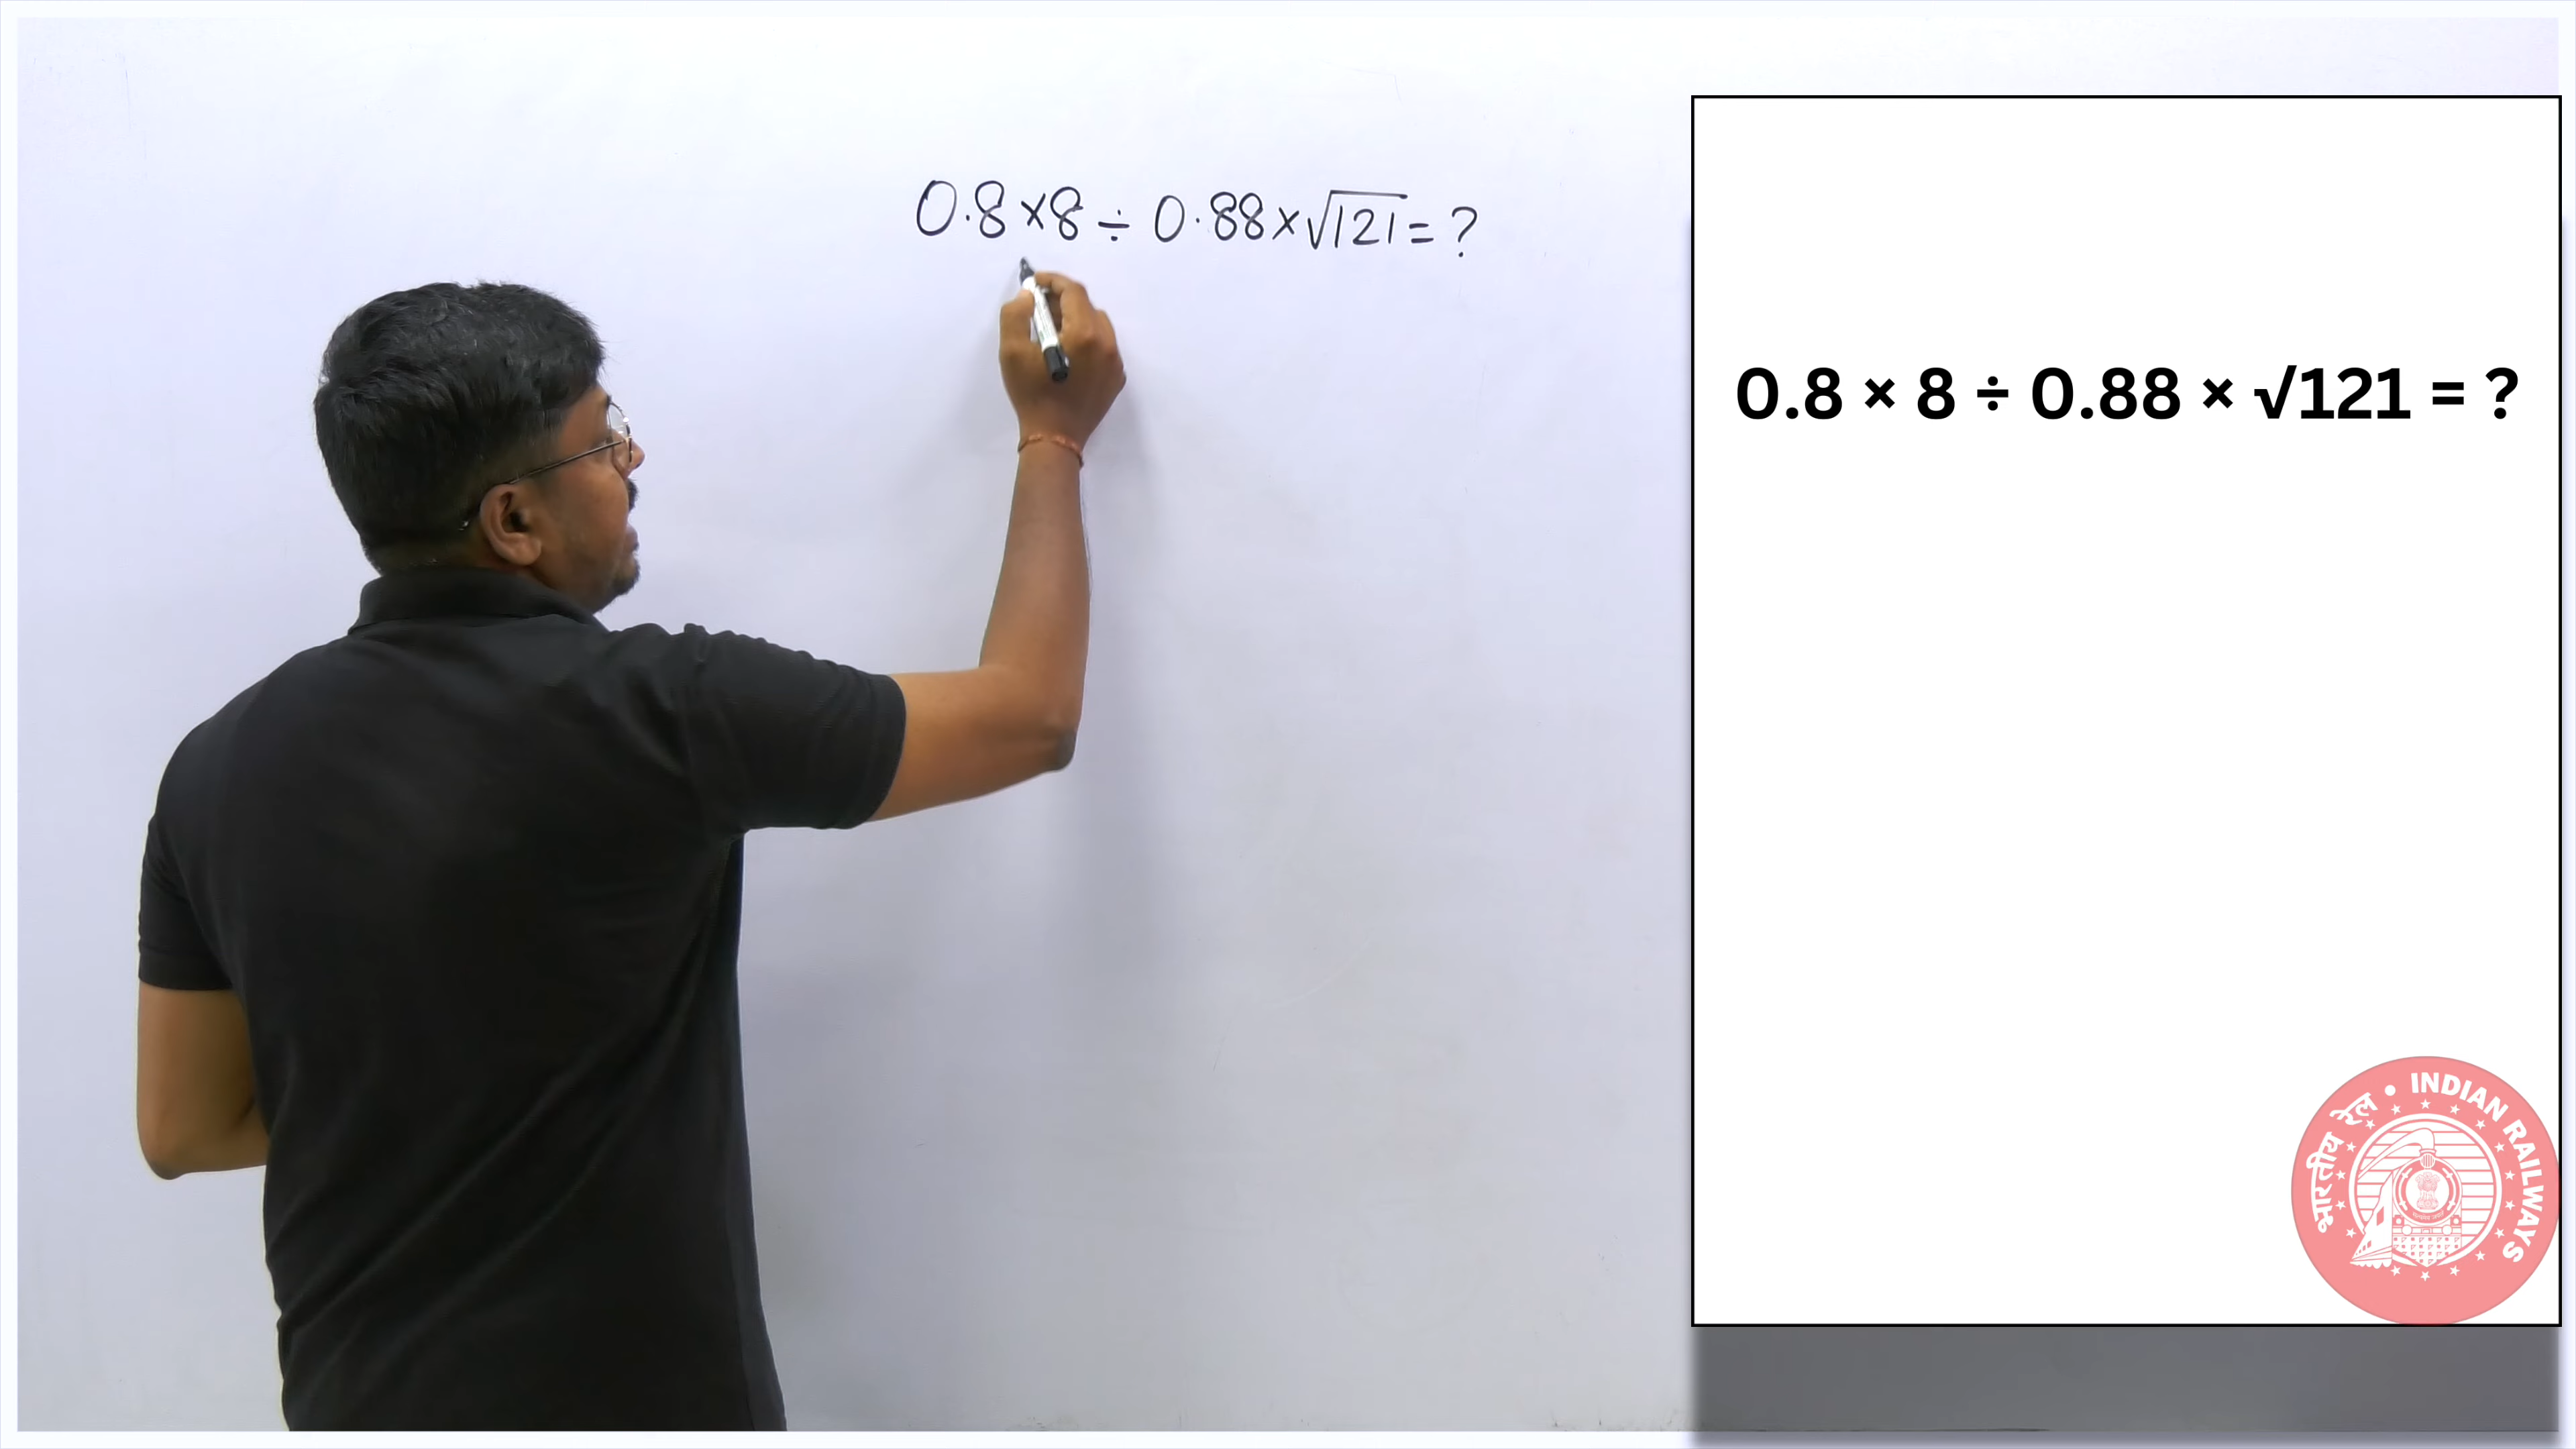 0.8×8÷0.88×√121=?
0.8 × 8 ÷ 0.88 × √121 = ?
भारतीय रेल • INDIAN RAILWAYS